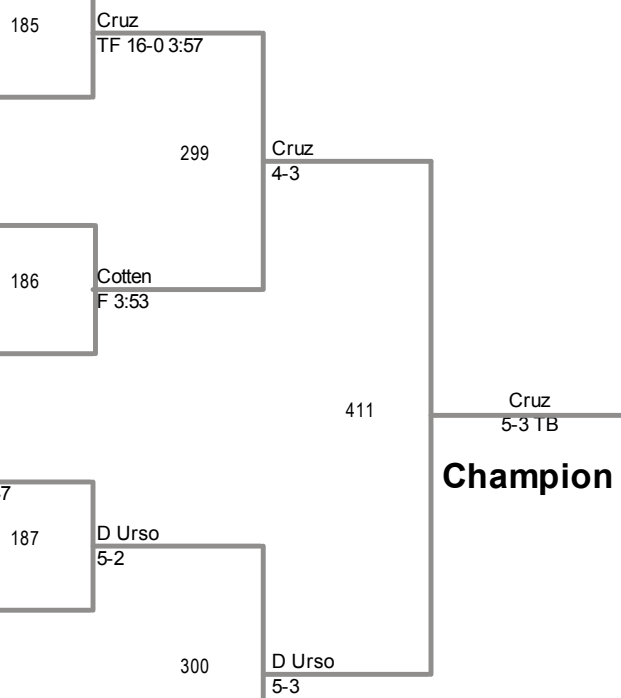 185
Cruz
TF 16-0 3:57
299
Cruz
4-3
186
Cotten
F 3:53
411
Cruz
5-3 TB
Champion
7
187
D Urso
5-2
300
D Urso
5-3